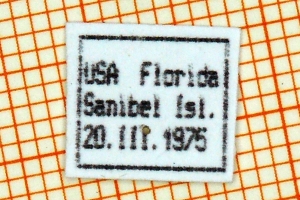 USA Florida
Sanibel Isl.
20.III.1975